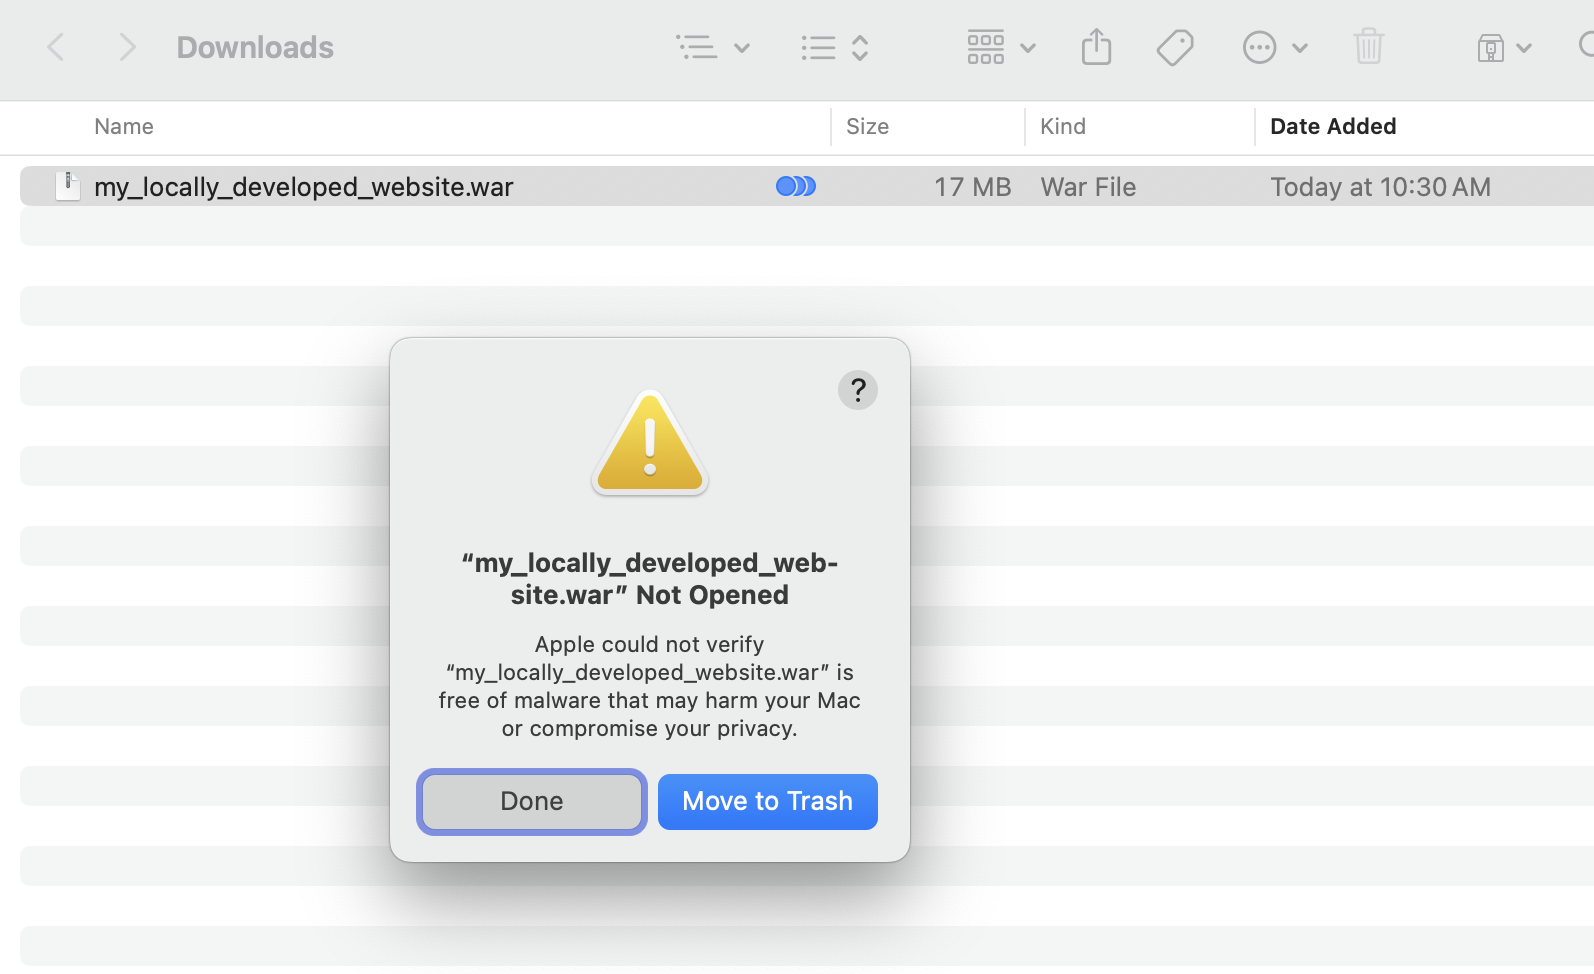 Downloads
Name Size Kind Date Added
my_locally_developed_website.war 17 MB War File Today at 10:30 AM
?
“my_locally_developed_web-
site.war” Not Opened
Apple could not verify
“my_locally_developed_website.war” is
free of malware that may harm your Mac
or compromise your privacy.
Done Move to Trash